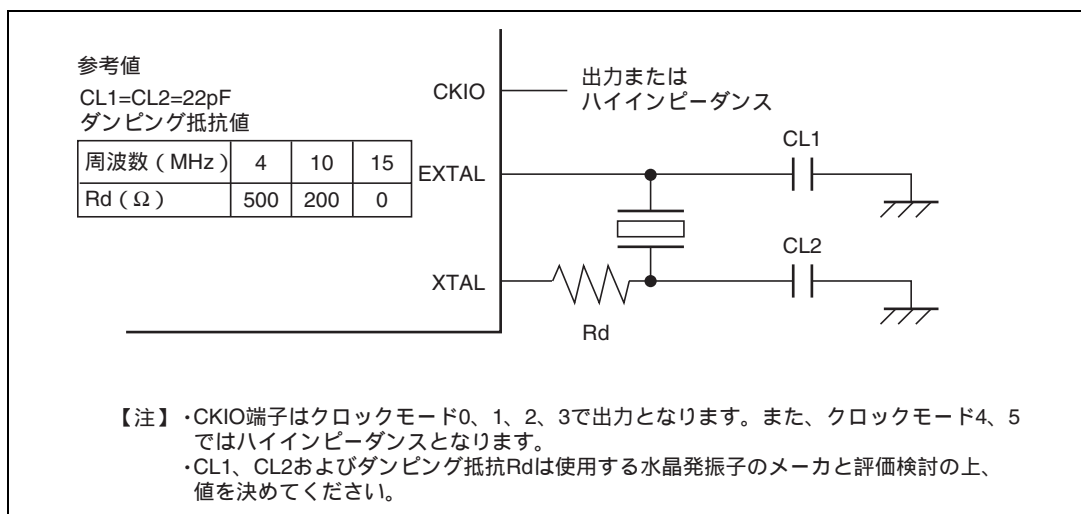 参考値
CL1=CL2=22pF
ダンピング抵抗値
周波数（MHz） 4 10 15
Rd（Ω） 500 200 0
CKIO
出力または
ハイインピーダンス
EXTAL
CL1
XTAL
CL2
Rd
【注】・CKIO端子はクロックモード0、1、2、3で出力となります。また、クロックモード4、5
ではハイインピーダンスとなります。
・CL1、CL2およびダンピング抵抗Rdは使用する水晶発振子のメーカと評価検討の上、
値を決めてください。